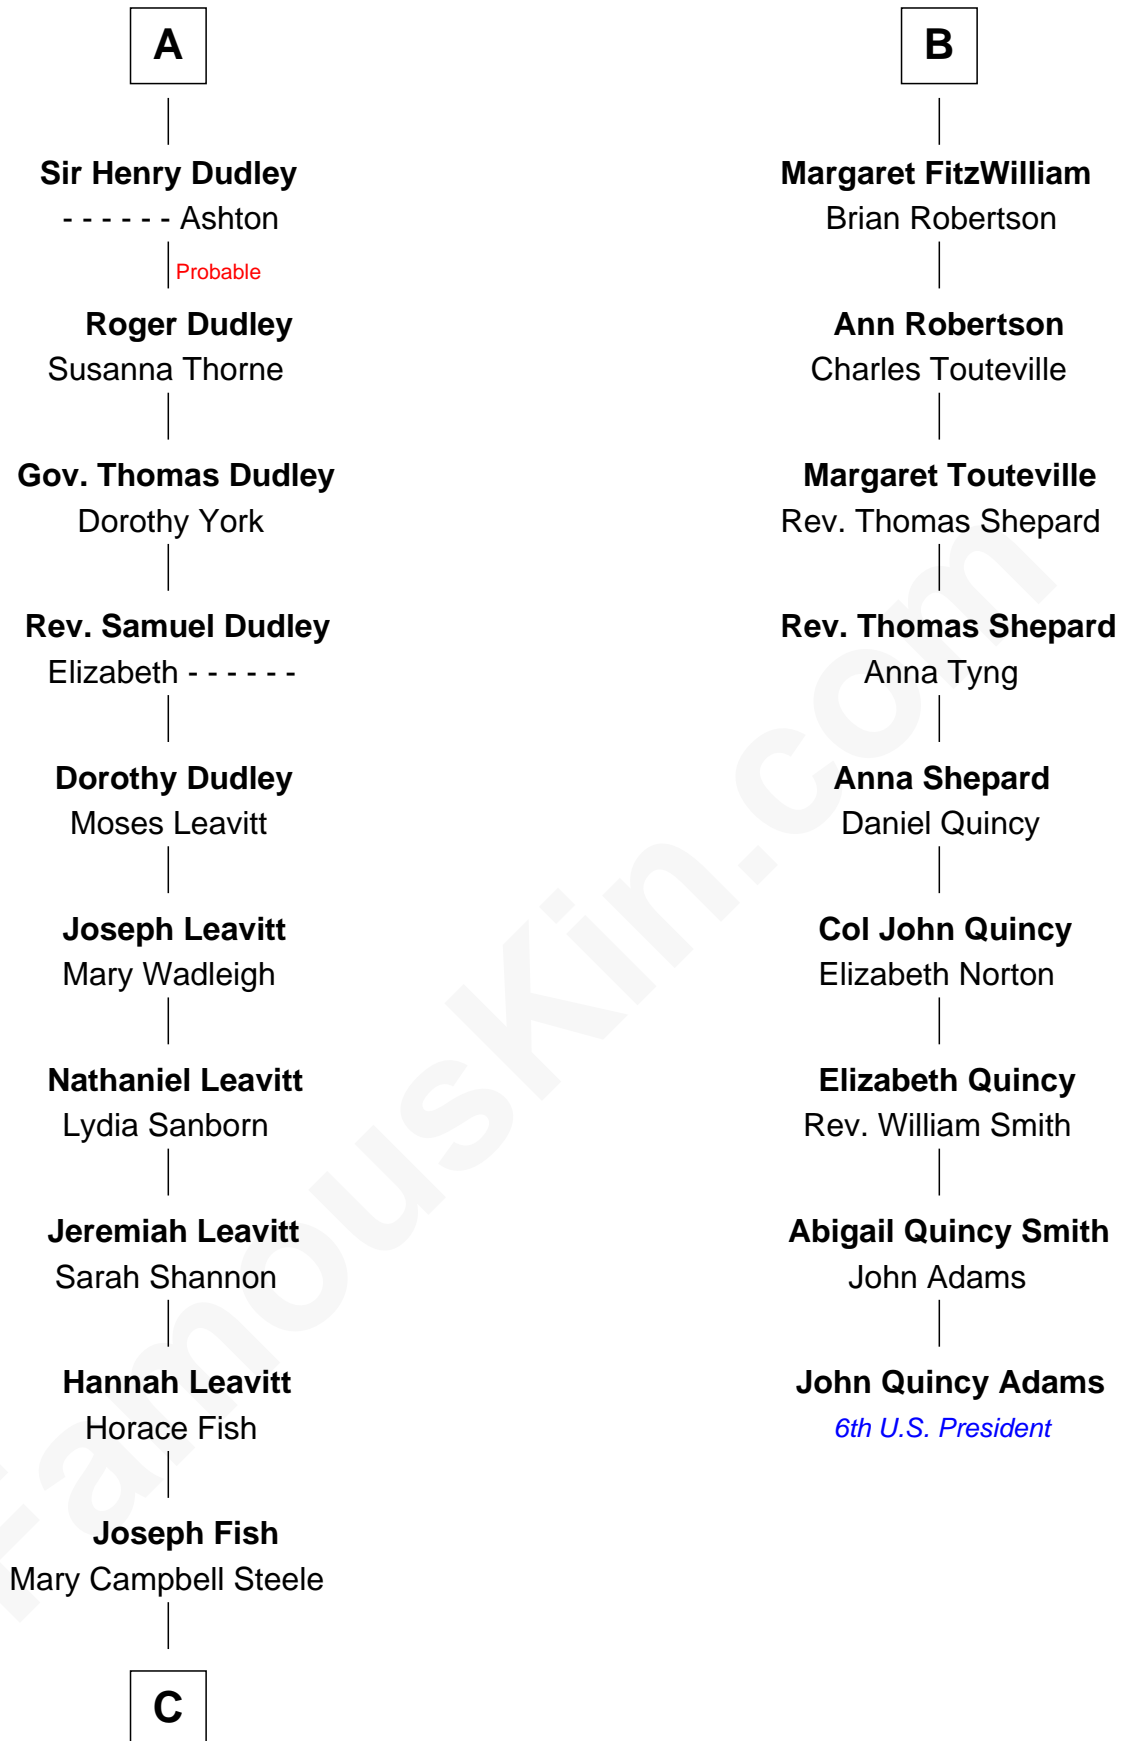 A
Sir Henry Dudley
- - - - - - Ashton
Probable
Roger Dudley
Susanna Thorne
Gov. Thomas Dudley
Dorothy York
Rev. Samuel Dudley
Elizabeth - - - - - -
Dorothy Dudley
Moses Leavitt
Joseph Leavitt
Mary Wadleigh
Nathaniel Leavitt
Lydia Sanborn
Jeremiah Leavitt
Sarah Shannon
Hannah Leavitt
Horace Fish
Joseph Fish
Mary Campbell Steele
C
B
Margaret FitzWilliam
Brian Robertson
Ann Robertson
Charles Touteville
Margaret Touteville
Rev. Thomas Shepard
Rev. Thomas Shepard
Anna Tyng
Anna Shepard
Daniel Quincy
Col John Quincy
Elizabeth Norton
Elizabeth Quincy
Rev. William Smith
Abigail Quincy Smith
John Adams
John Quincy Adams
6th U.S. President
FamousKin.com